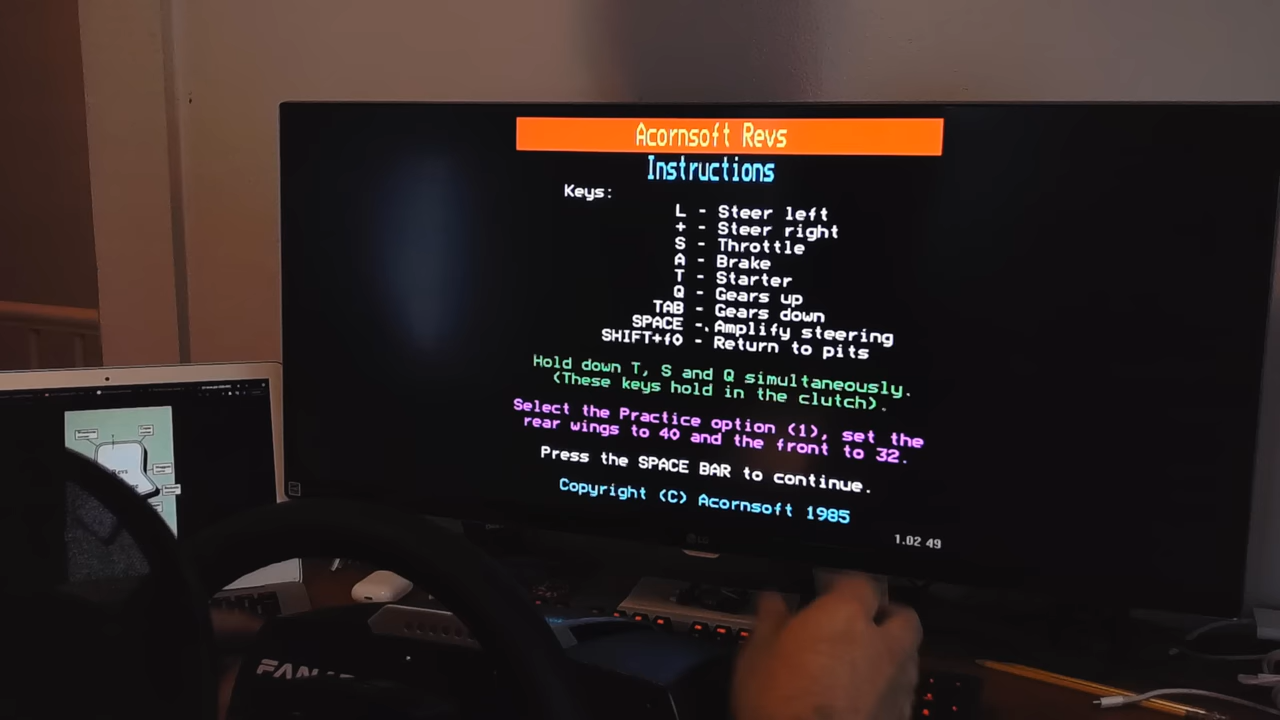 Acornsoft Revs
Instructions
Keys:
L - Steer left
+ - Steer right
S - Throttle
A - Brake
T - Starter
Q - Gears up
TAB - Gears down
SPACE - Amplify steering
SHIFT+f0 - Return to pits
Hold down T, S and Q simultaneously.
(These keys hold in the clutch).
Select the Practice option (1), set the
rear wings to 40 and the front to 32.
Press the SPACE BAR to continue.
Copyright (C) Acornsoft 1985
1.02 49
LG
Revs